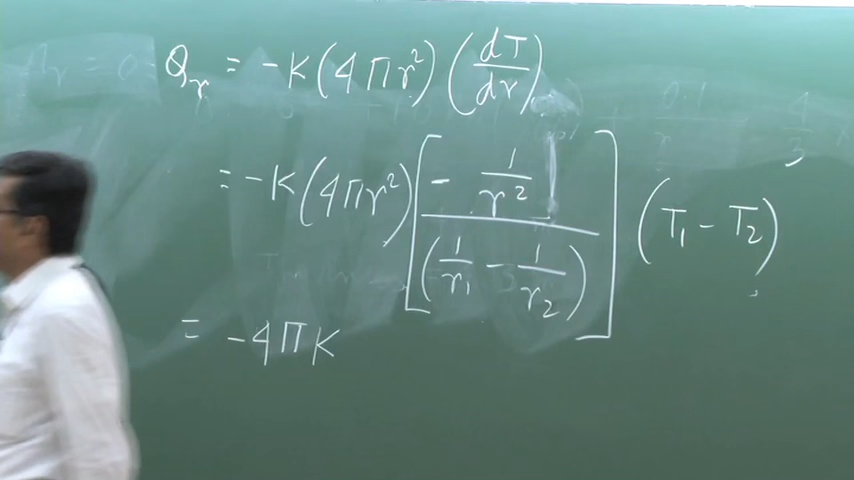 Q_r = -K(4Πr²)(dT/dr)
= -K(4Πr²)[(-1/r²)/(1/r₁ - 1/r₂)](T₁ - T₂)
= -4ΠK